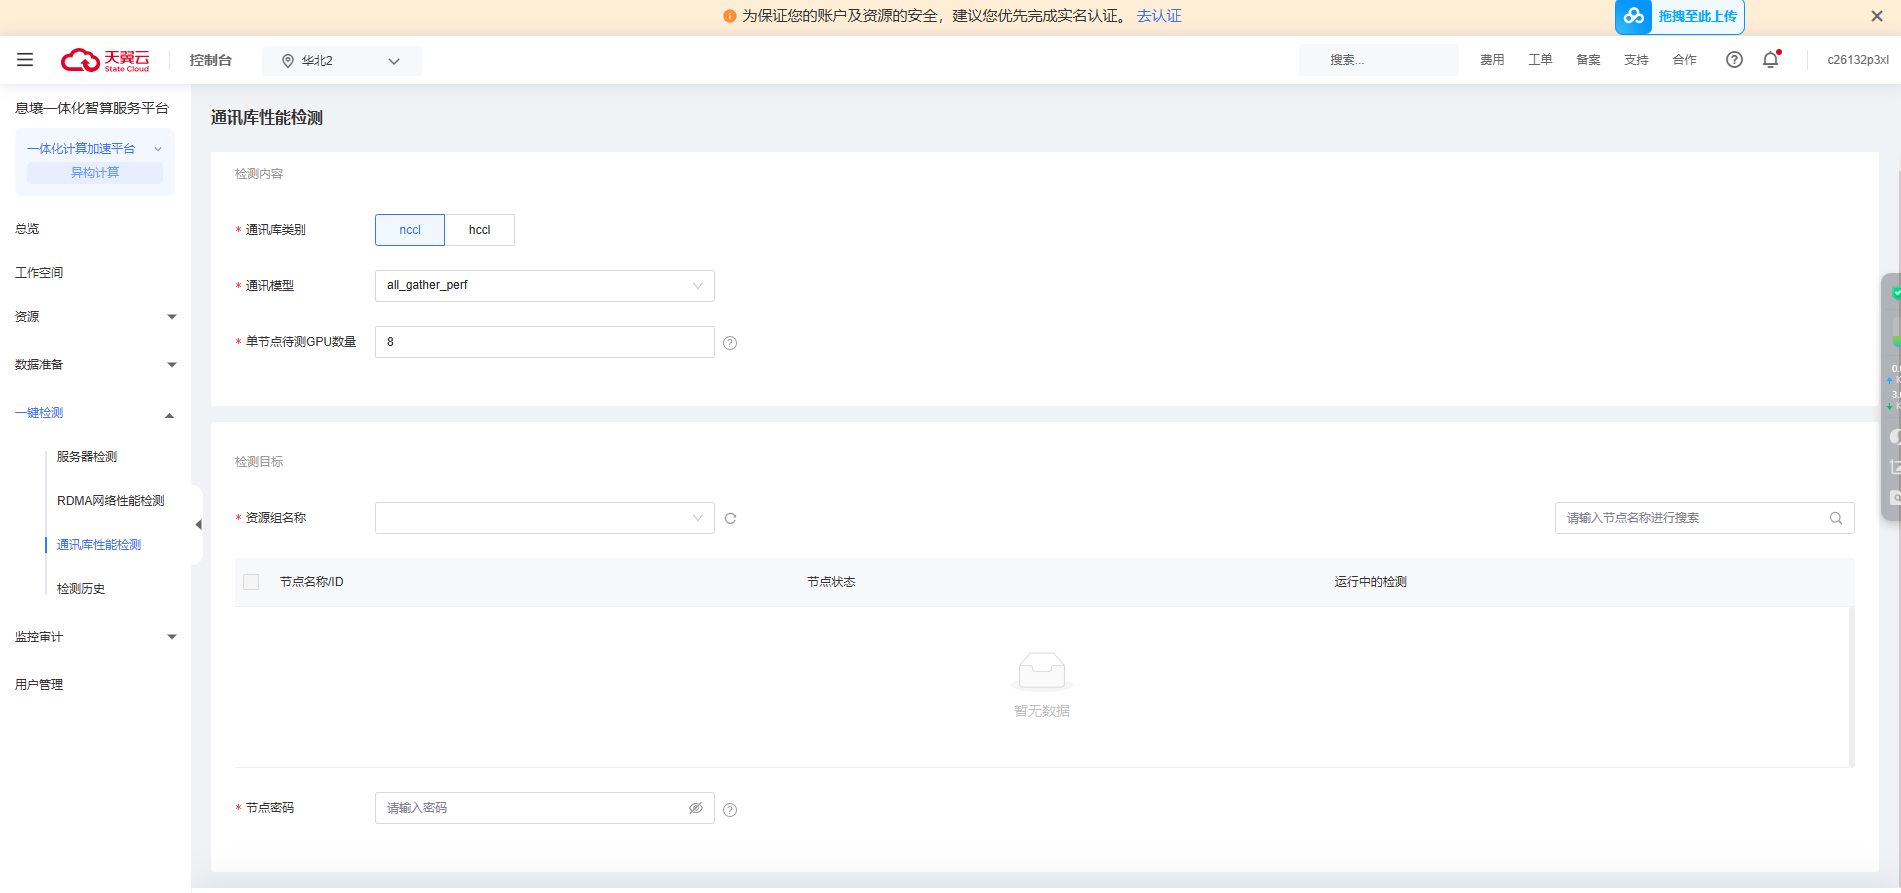 为保证您的账户及资源的安全，建议您优先完成实名认证。 去认证
拖拽至此上传
天翼云
State Cloud
控制台
华北2
搜索...
费用
工单
备案
支持
合作
c26132p3xl
息壤一体化智算服务平台
一体化计算加速平台
异构计算
总览
工作空间
资源
数据准备
一键检测
服务器检测
RDMA网络性能检测
通讯库性能检测
检测历史
监控审计
用户管理
通讯库性能检测
检测内容
* 通讯库类别
nccl
hccl
* 通讯模型
all_gather_perf
* 单节点待测GPU数量
8
检测目标
* 资源组名称
请输入节点名称进行搜索
节点名称/ID
节点状态
运行中的检测
暂无数据
* 节点密码
请输入密码